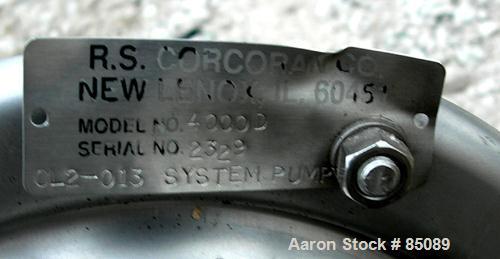 R.S. CORCORAN CO.
NEW LENOX, IL. 60451
MODEL NO. 4000D
SERIAL NO. 2329
CL2-013 SYSTEM PUMP
Aaron Stock # 85089